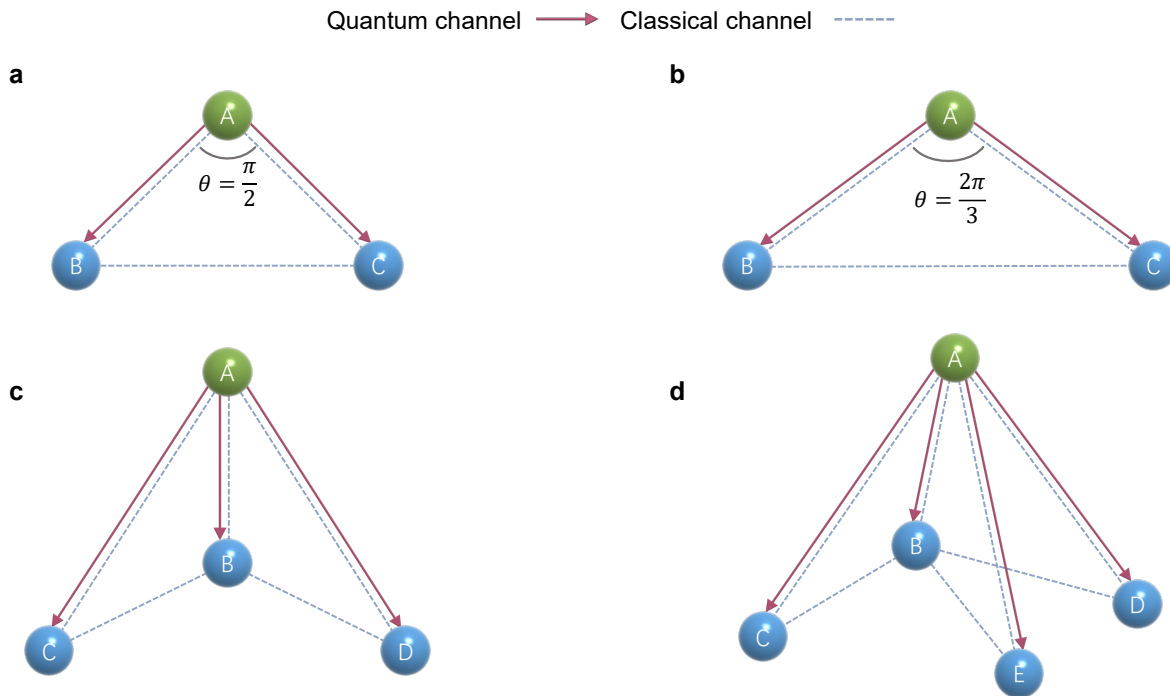 Quantum channel Classical channel
a
b
A
A
θ = π/2
θ = 2π/3
B
C
B
C
c
d
A
A
B
C
D
B
C
D
E